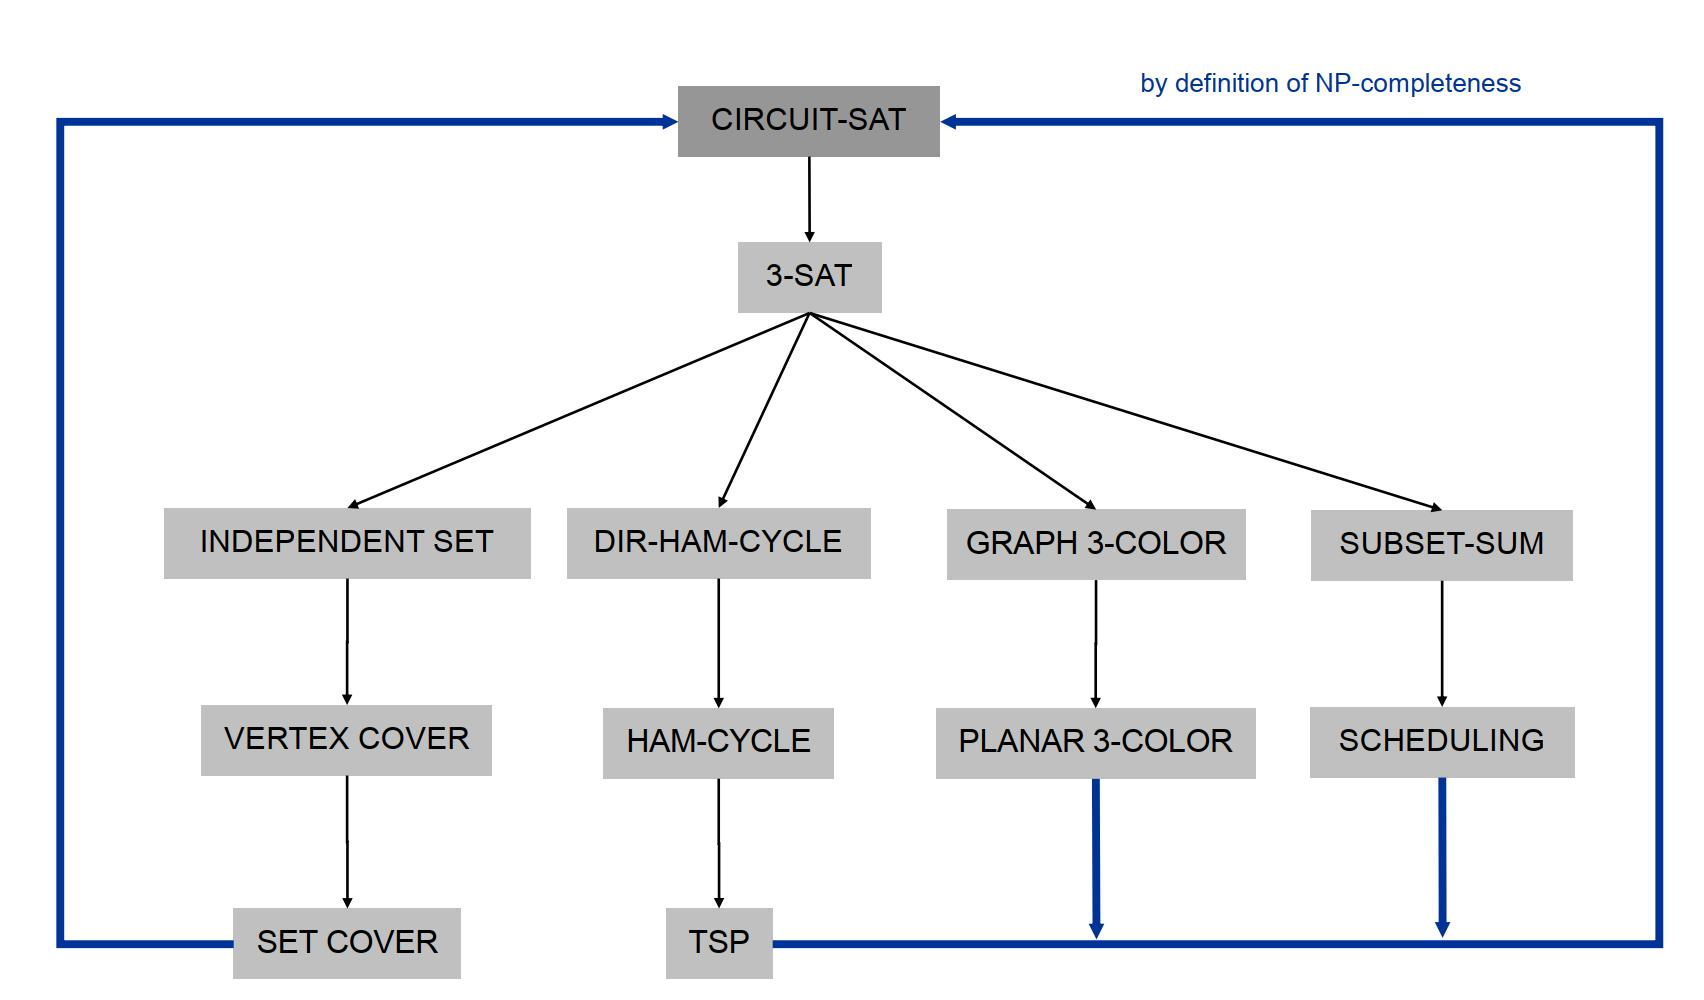 by definition of NP-completeness
CIRCUIT-SAT
3-SAT
INDEPENDENT SET
DIR-HAM-CYCLE
GRAPH 3-COLOR
SUBSET-SUM
VERTEX COVER
HAM-CYCLE
PLANAR 3-COLOR
SCHEDULING
SET COVER
TSP